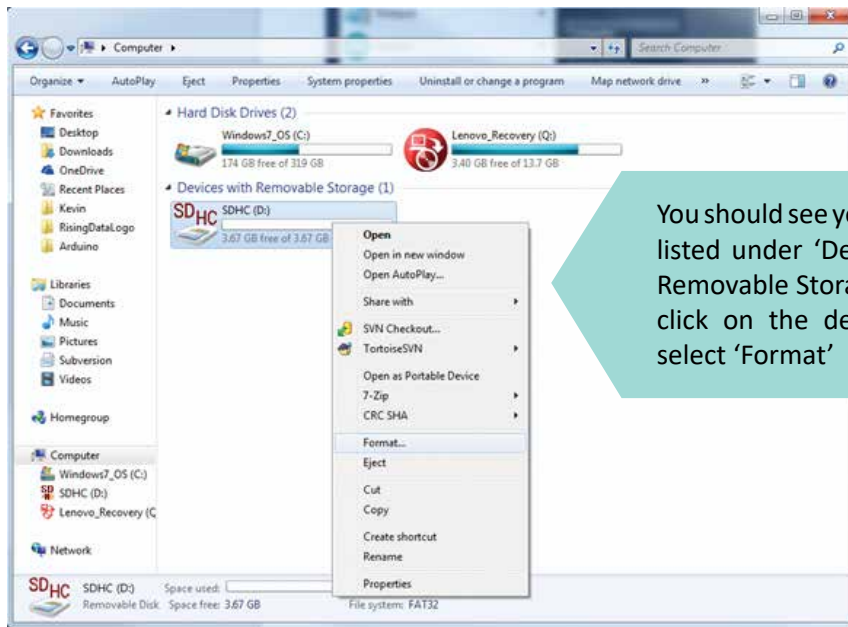 Computer
Search Computer
Organize
AutoPlay
Eject
Properties
System properties
Uninstall or change a program
Map network drive
»
Favorites
Desktop
Downloads
OneDrive
Recent Places
Kevin
RisingDataLogo
Arduino
Libraries
Documents
Music
Pictures
Subversion
Videos
Homegroup
Computer
Windows7_OS (C:)
SDHC (D:)
Lenovo_Recovery (Q
Network
Hard Disk Drives (2)
Windows7_OS (C:)
174 GB free of 319 GB
Lenovo_Recovery (Q:)
3.40 GB free of 13.7 GB
Devices with Removable Storage (1)
SDHC
SDHC (D:)
3.67 GB free of 3.67 GB
Open
Open in new window
Open AutoPlay...
Share with
SVN Checkout...
TortoiseSVN
Open as Portable Device
7-Zip
CRC SHA
Format...
Eject
Cut
Copy
Create shortcut
Rename
Properties
SDHC
SDHC (D:)
Removable Disk
Space used:
Space free: 3.67 GB
File system: FAT32
You should see
listed under
Removable
click on the
select ‘Format’